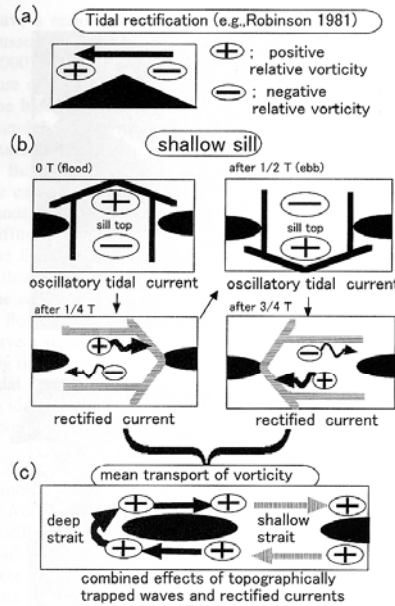 (a)
Tidal rectification (e.g.,Robinson 1981)
+ ; positive
relative vorticity
− ; negative
relative vorticity
+ −
(b)
shallow sill
0 T (flood)
after 1/2 T (ebb)
+
sill top
−
−
sill top
+
oscillatory tidal current
oscillatory tidal current
after 1/4 T
after 3/4 T
+
−
−
+
rectified current
rectified current
(c)
mean transport of vorticity
+ + +
deep
strait
shallow
strait
+ + +
combined effects of topographically
trapped waves and rectified currents